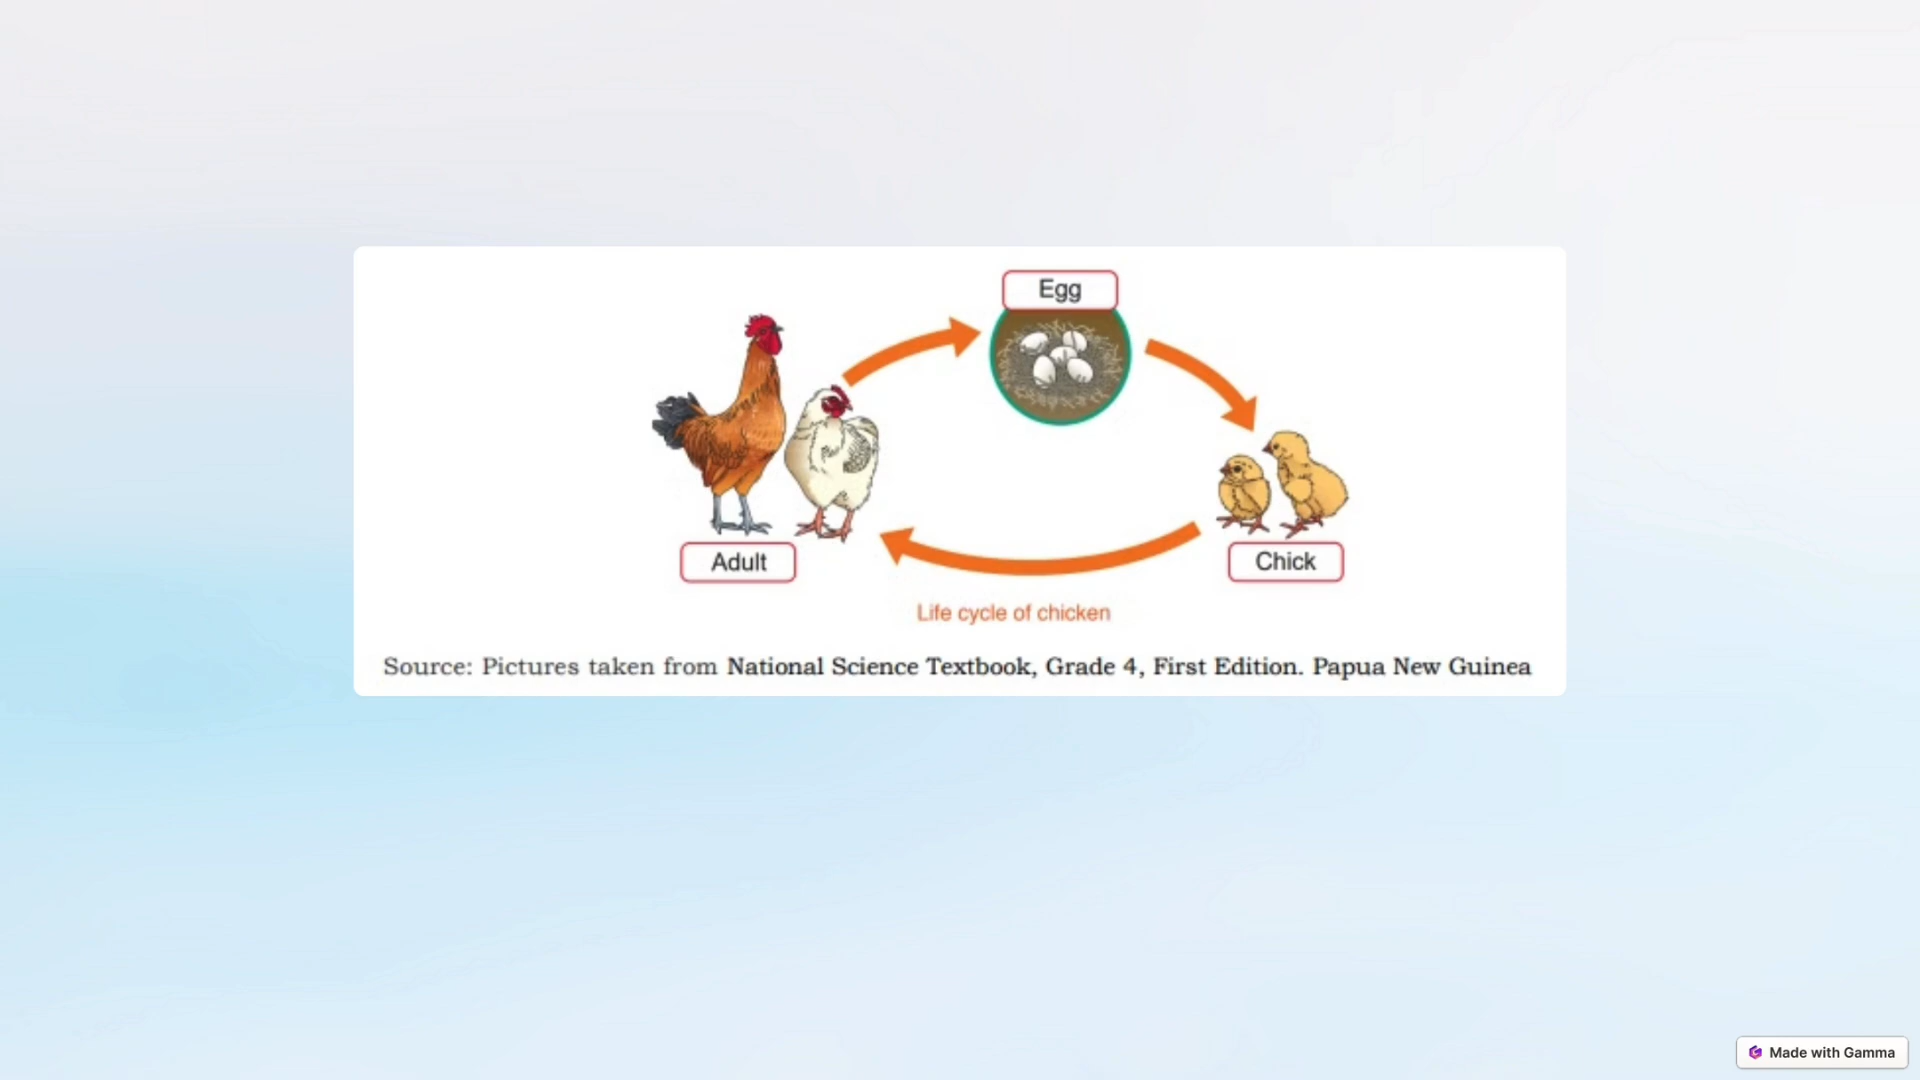 Egg
Adult
Chick
Life cycle of chicken
Source: Pictures taken from National Science Textbook, Grade 4, First Edition. Papua New Guinea
Made with Gamma